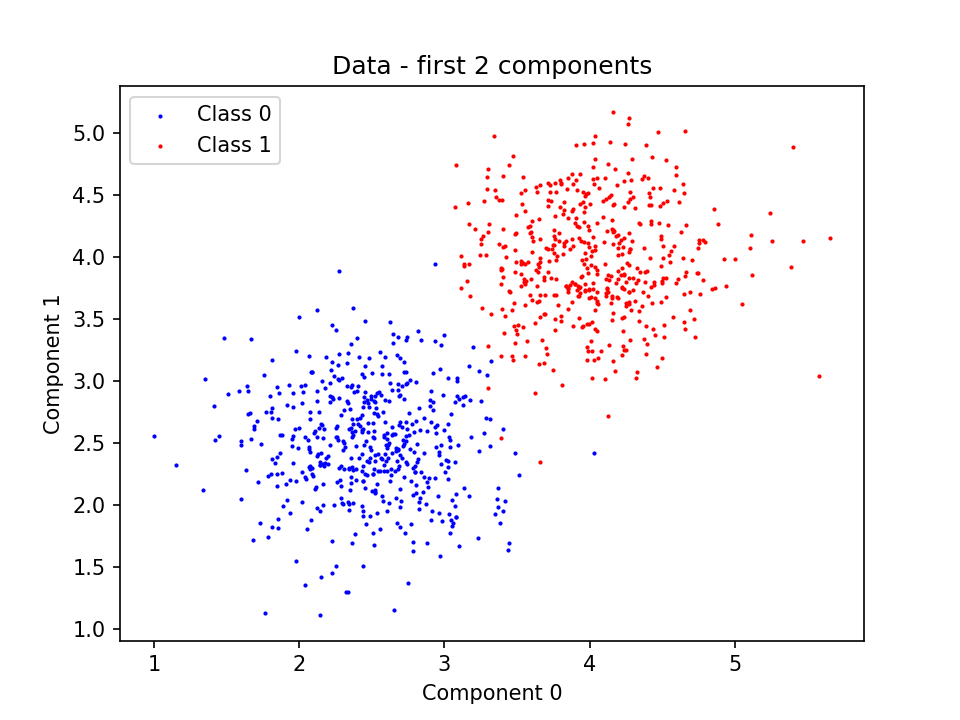 Data - first 2 components
Class 0
Class 1
5.0
4.5
4.0
3.5
3.0
2.5
2.0
1.5
1.0
Component 1
1 2 3 4 5
Component 0